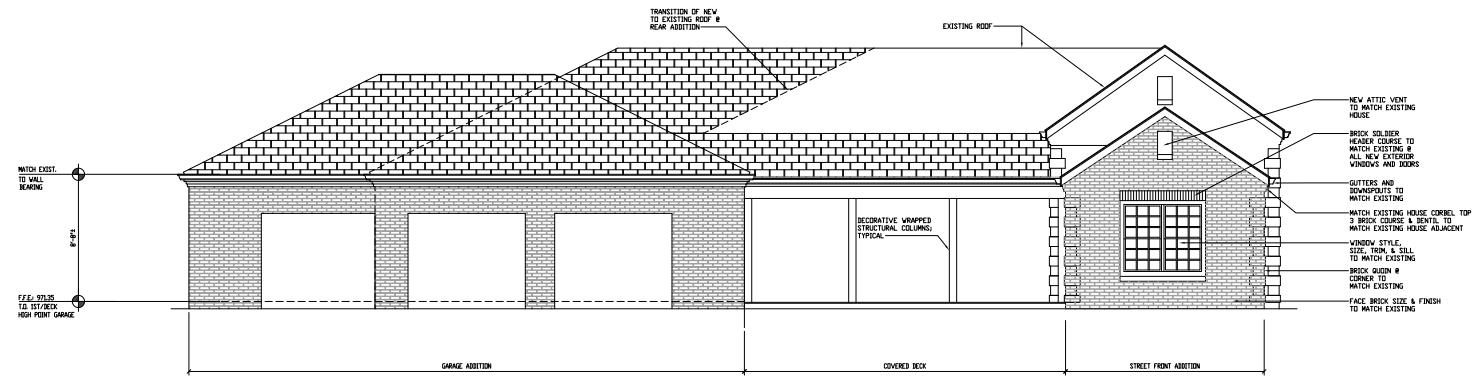 TRANSITION OF NEW
TO EXISTING ROOF @
REAR ADDITION
EXISTING ROOF
NEW ATTIC VENT
TO MATCH EXISTING
HOUSE
BRICK SOLDIER
HEADER COURSE TO
MATCH EXISTING @
ALL NEW EXTERIOR
WINDOWS AND DOORS
MATCH EXIST.
TO WALL
BEARING
GUTTERS AND
DOWNSPOUTS TO
MATCH EXISTING
MATCH EXISTING HOUSE CORBEL TOP
3 BRICK COURSE & DENTIL TO
MATCH EXISTING HOUSE ADJACENT
DECORATIVE WRAPPED
STRUCTURAL COLUMNS;
TYPICAL
WINDOW STYLE,
SIZE, TRIM, & SILL
TO MATCH EXISTING
BRICK QUOIN @
CORNER TO
MATCH EXISTING
F.F.E.: 971.35
T.O. 1ST/DECK
HIGH POINT GARAGE
FACE BRICK SIZE & FINISH
TO MATCH EXISTING
GARAGE ADDITION
COVERED DECK
STREET FRONT ADDITION